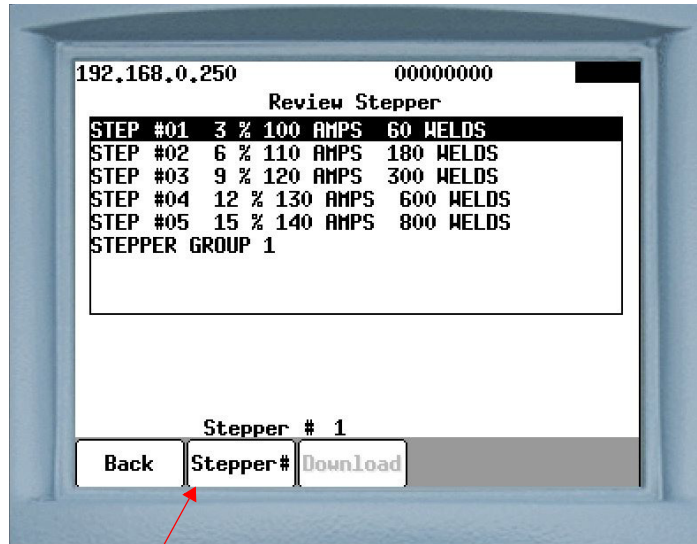 192.168.0.250 00000000
Review Stepper
STEP #01 3 % 100 AMPS 60 WELDS
STEP #02 6 % 110 AMPS 180 WELDS
STEP #03 9 % 120 AMPS 300 WELDS
STEP #04 12 % 130 AMPS 600 WELDS
STEP #05 15 % 140 AMPS 800 WELDS
STEPPER GROUP 1
Stepper # 1
Back Stepper# Download